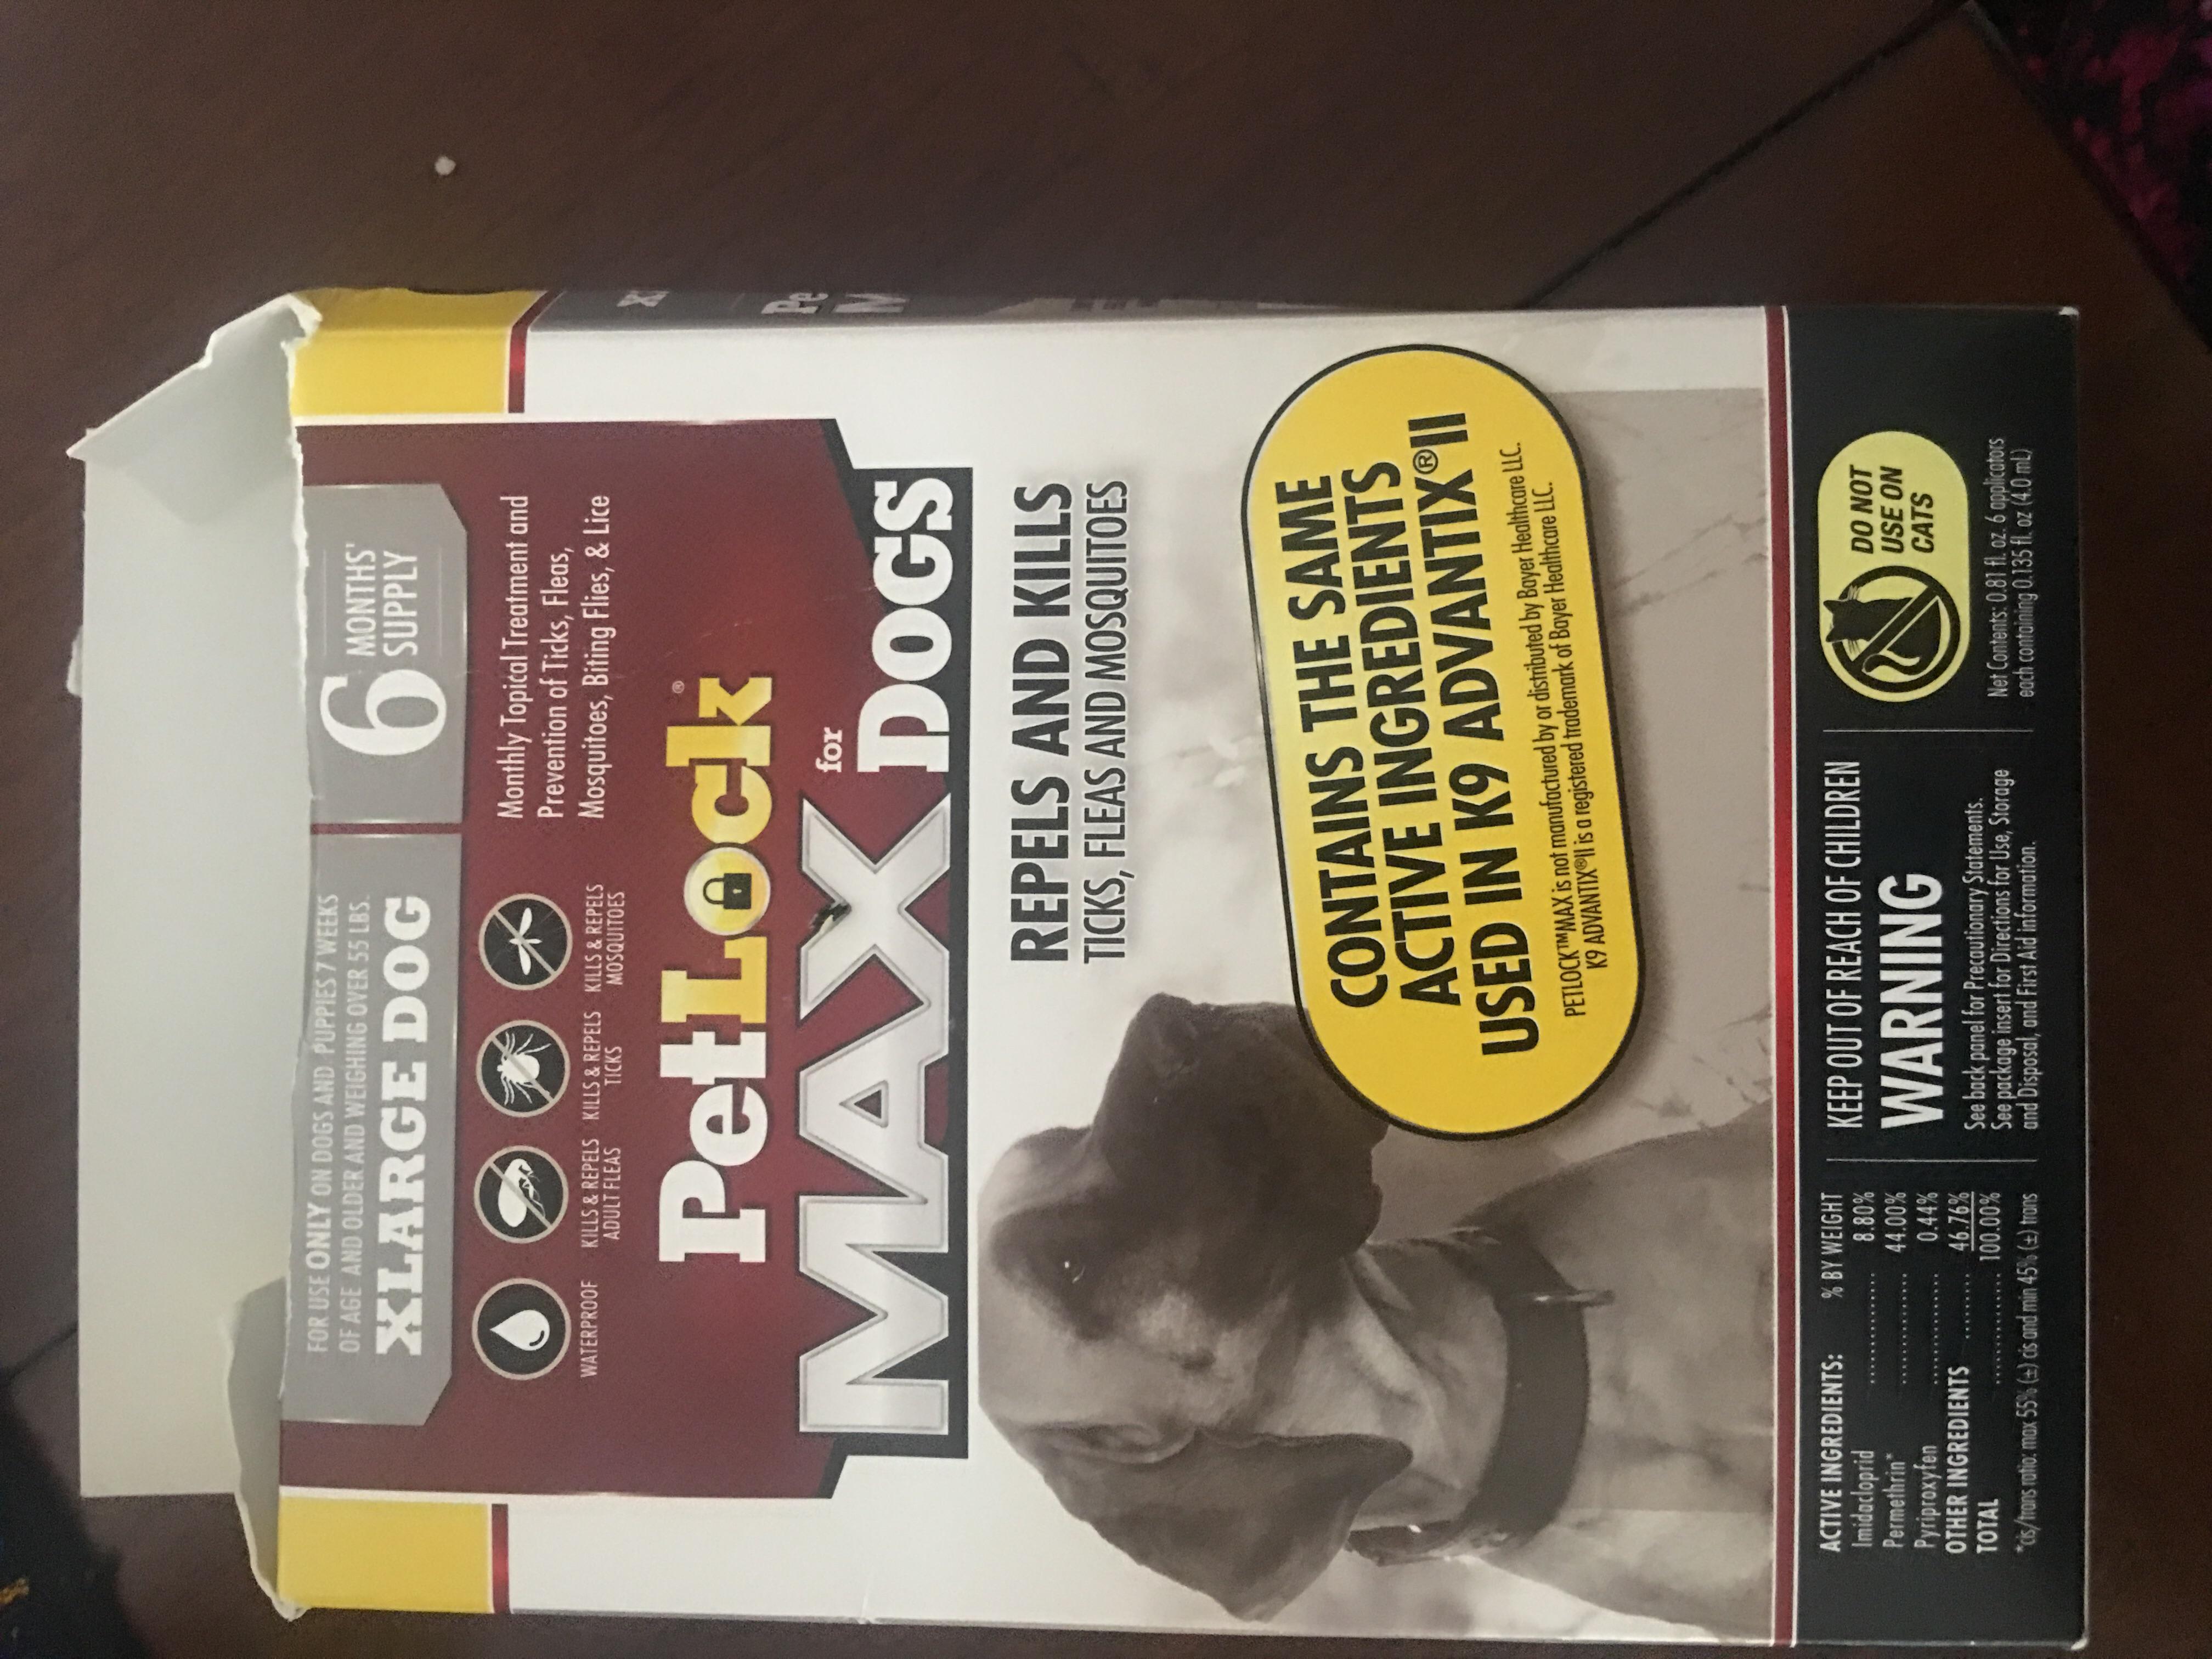 FOR USE ONLY ON DOGS AND PUPPIES 7 WEEKS
OF AGE AND OLDER AND WEIGHING OVER 55 LBS.
XLARGE DOG
6 MONTHS'
SUPPLY
WATERPROOF
KILLS & REPELS
ADULT FLEAS
KILLS & REPELS
TICKS
KILLS & REPELS
MOSQUITOES
Monthly Topical Treatment and
Prevention of Ticks, Fleas,
Mosquitoes, Biting Flies, & Lice
PetLock®
MAX for DOGS
REPELS AND KILLS
TICKS, FLEAS AND MOSQUITOES
CONTAINS THE SAME
ACTIVE INGREDIENTS
USED IN K9 ADVANTIX®II
PETLOCK™MAX is not manufactured by or distributed by Bayer Healthcare LLC.
K9 ADVANTIX®II is a registered trademark of Bayer Healthcare LLC.
ACTIVE INGREDIENTS: % BY WEIGHT
Imidacloprid .............. 8.80%
Permethrin* .............. 44.00%
Pyriproxyfen .............. 0.44%
OTHER INGREDIENTS ........ 46.76%
TOTAL .............. 100.00%
*cis/trans ratio: max 55% (±) cis and min 45% (±) trans
KEEP OUT OF REACH OF CHILDREN
WARNING
See back panel for Precautionary Statements.
See package insert for Directions for Use, Storage
and Disposal, and First Aid Information.
DO NOT
USE ON
CATS
Net Contents: 0.81 fl. oz. 6 applicators
each containing 0.135 fl. oz (4.0 mL)